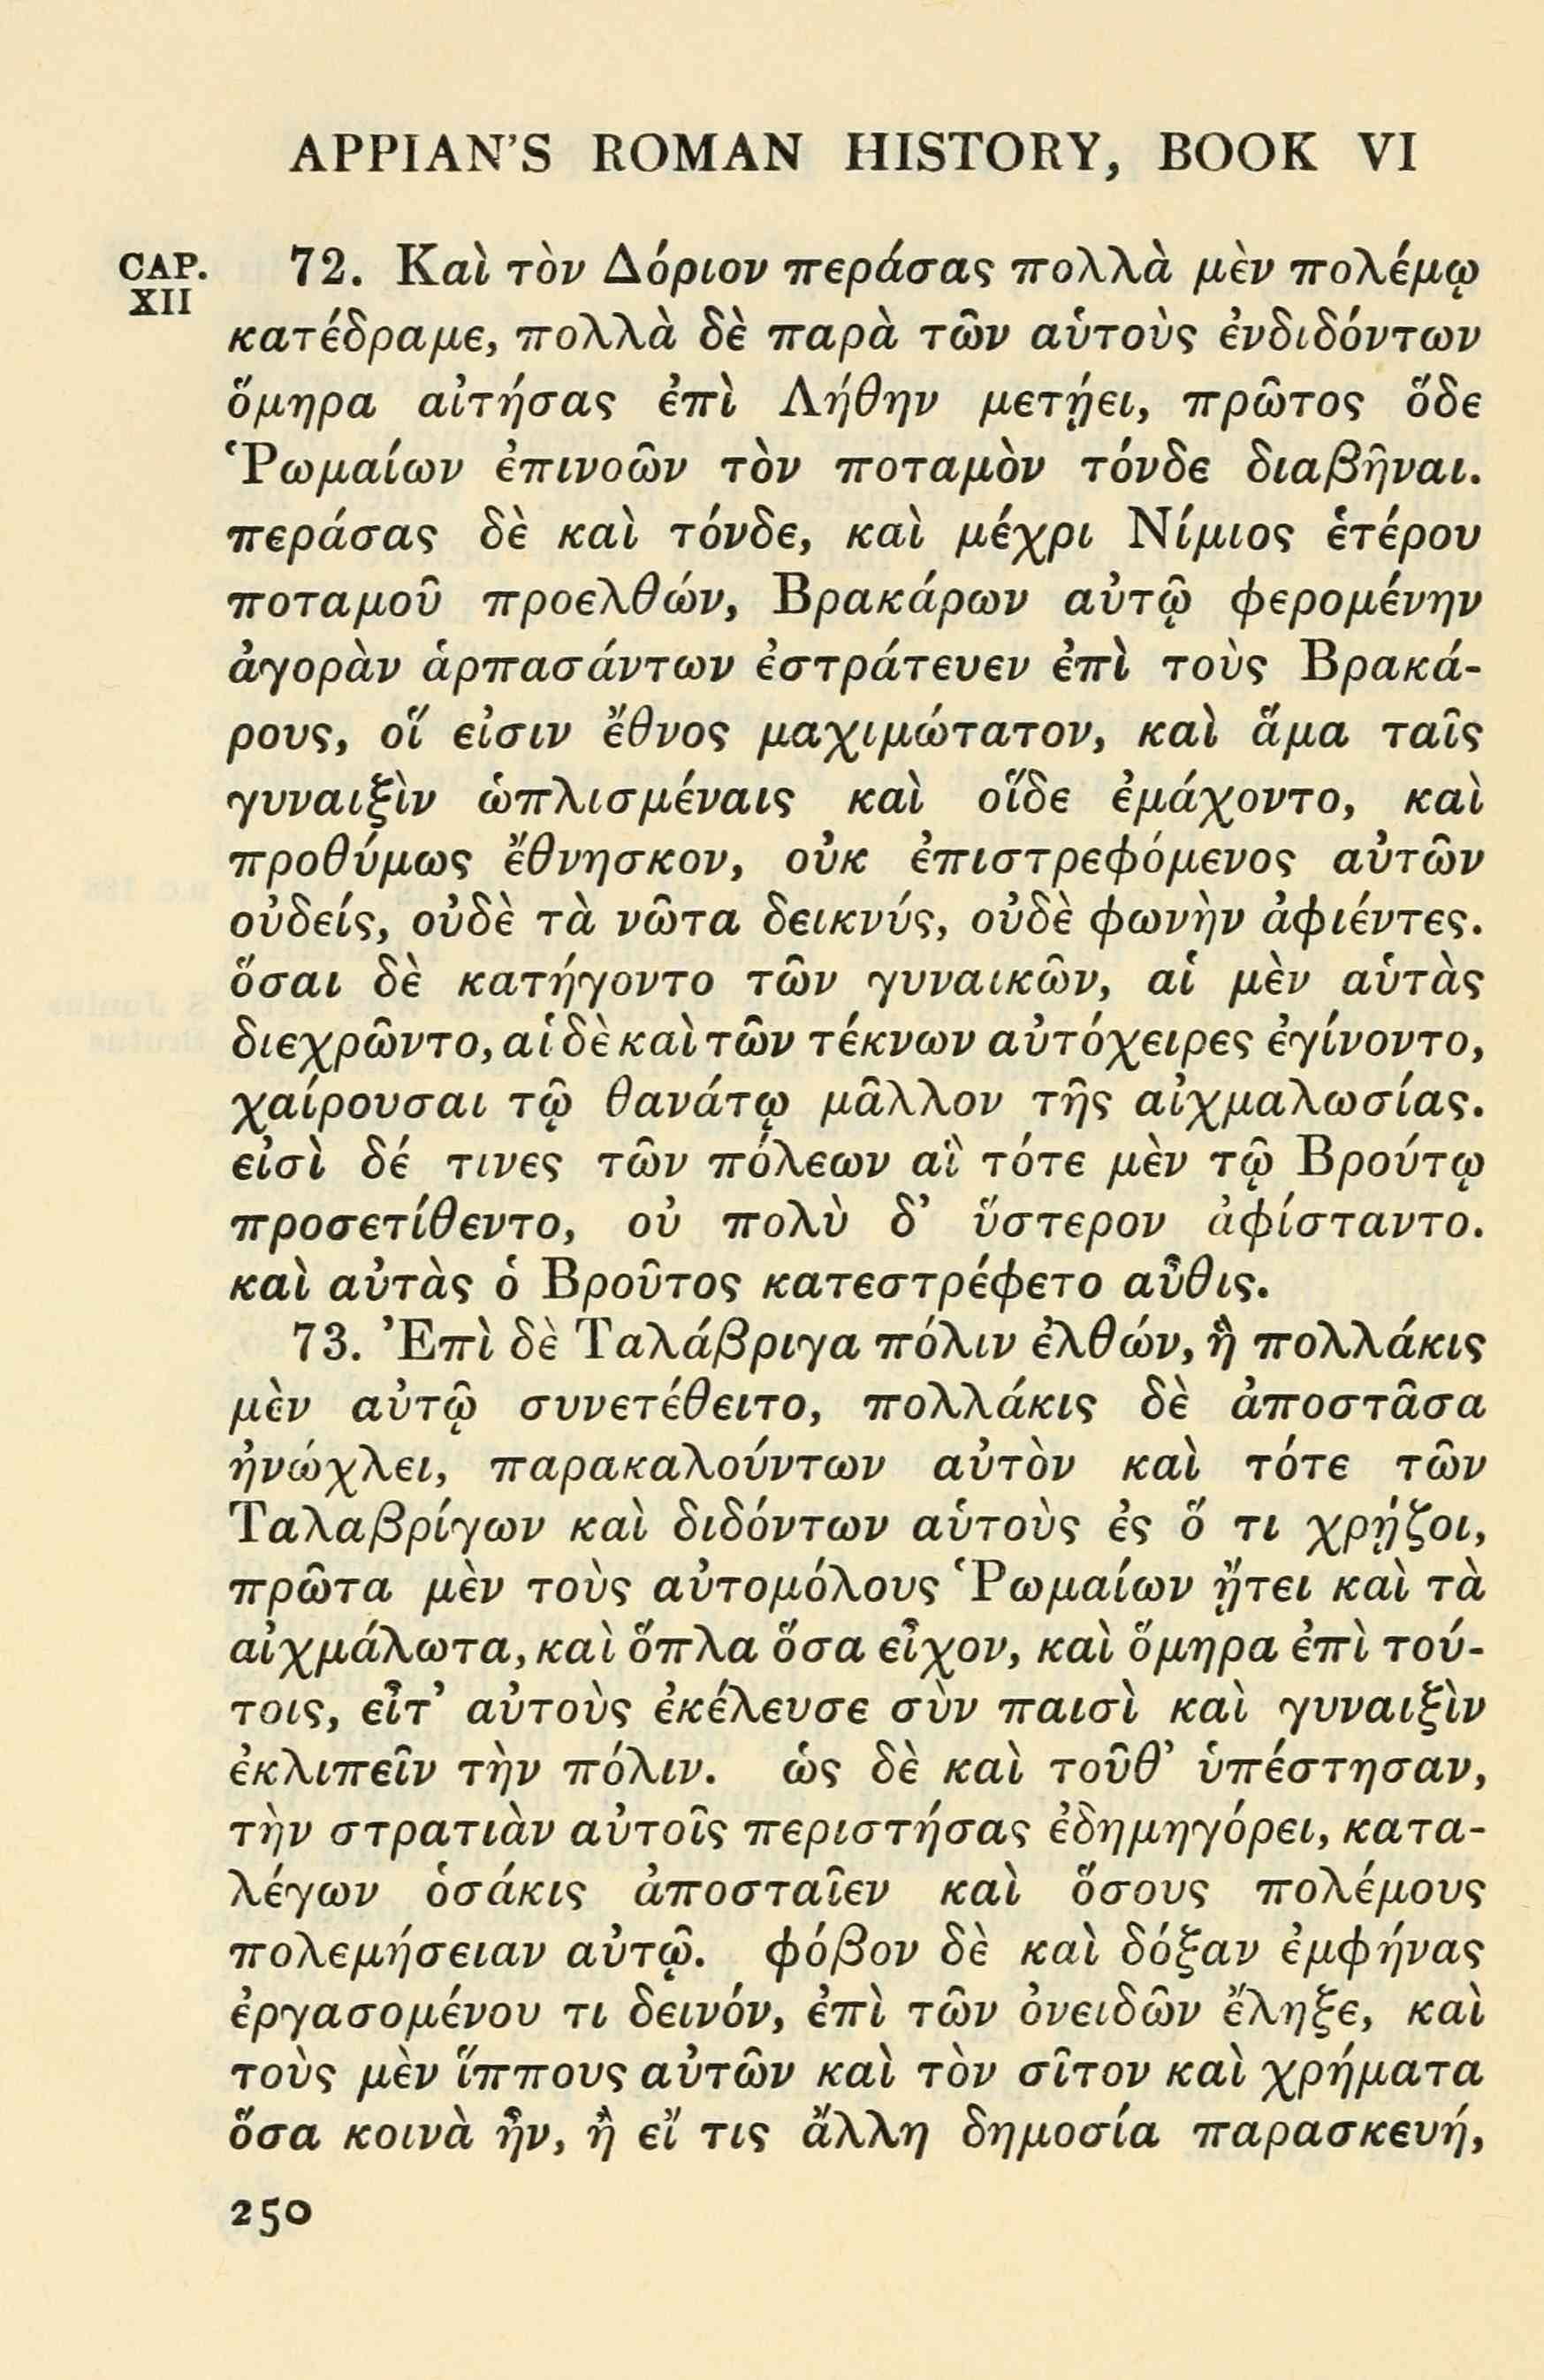 APPIAN'S ROMAN HISTORY, BOOK VI
CAP.
XII
72. Καὶ τὸν Δόριον περάσας πολλὰ μὲν πολέμῳ
κατέδραμε, πολλὰ δὲ παρὰ τῶν αὑτοὺς ἐνδιδόντων
ὅμηρα αἰτήσας ἐπὶ Λήθην μετῄει, πρῶτος ὅδε
Ῥωμαίων ἐπινοῶν τὸν ποταμὸν τόνδε διαβῆναι.
περάσας δὲ καὶ τόνδε, καὶ μέχρι Νίμιος ἑτέρου
ποταμοῦ προελθών, Βρακάρων αὐτῷ φερομένην
ἀγορὰν ἁρπασάντων ἐστράτευεν ἐπὶ τοὺς Βρακά-
ρους, οἵ εἰσιν ἔθνος μαχιμώτατον, καὶ ἅμα ταῖς
γυναιξὶν ὡπλισμέναις καὶ οἵδε ἐμάχοντο, καὶ
προθύμως ἔθνησκον, οὐκ ἐπιστρεφόμενος αὐτῶν
οὐδείς, οὐδὲ τὰ νῶτα δεικνύς, οὐδὲ φωνὴν ἀφιέντες.
ὅσαι δὲ κατήγοντο τῶν γυναικῶν, αἱ μὲν αὑτὰς
διεχρῶντο, αἱ δὲ καὶ τῶν τέκνων αὐτόχειρες ἐγίνοντο,
χαίρουσαι τῷ θανάτῳ μᾶλλον τῆς αἰχμαλωσίας.
εἰσὶ δέ τινες τῶν πόλεων αἳ τότε μὲν τῷ Βρούτῳ
προσετίθεντο, οὐ πολὺ δ' ὕστερον ἀφίσταντο.
καὶ αὐτὰς ὁ Βροῦτος κατεστρέφετο αὖθις.
73. Ἐπὶ δὲ Ταλάβριγα πόλιν ἐλθών, ἣ πολλάκις
μὲν αὐτῷ συνετέθειτο, πολλάκις δὲ ἀποστᾶσα
ἠνώχλει, παρακαλούντων αὐτὸν καὶ τότε τῶν
Ταλαβρίγων καὶ διδόντων αὑτοὺς ἐς ὅ τι χρῄζοι,
πρῶτα μὲν τοὺς αὐτομόλους Ῥωμαίων ᾔτει καὶ τὰ
αἰχμάλωτα, καὶ ὅπλα ὅσα εἶχον, καὶ ὅμηρα ἐπὶ τού-
τοις, εἶτ' αὐτοὺς ἐκέλευσε σὺν παισὶ καὶ γυναιξὶν
ἐκλιπεῖν τὴν πόλιν. ὡς δὲ καὶ τοῦθ' ὑπέστησαν,
τὴν στρατιὰν αὐτοῖς περιστήσας ἐδημηγόρει, κατα-
λέγων ὁσάκις ἀποσταῖεν καὶ ὅσους πολέμους
πολεμήσειαν αὐτῷ. φόβον δὲ καὶ δόξαν ἐμφήνας
ἐργασομένου τι δεινόν, ἐπὶ τῶν ὀνειδῶν ἔληξε, καὶ
τοὺς μὲν ἵππους αὐτῶν καὶ τὸν σῖτον καὶ χρήματα
ὅσα κοινὰ ἦν, ἢ εἴ τις ἄλλη δημοσία παρασκευή,
250